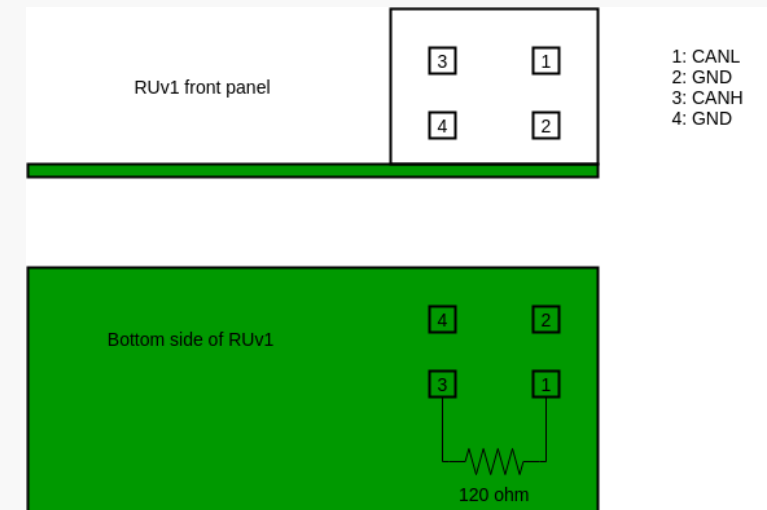 3
1
1: CANL
2: GND
RUv1 front panel
3: CANH
4
2
4: GND
4
2
Bottom side of RUv1
3
1
120 ohm